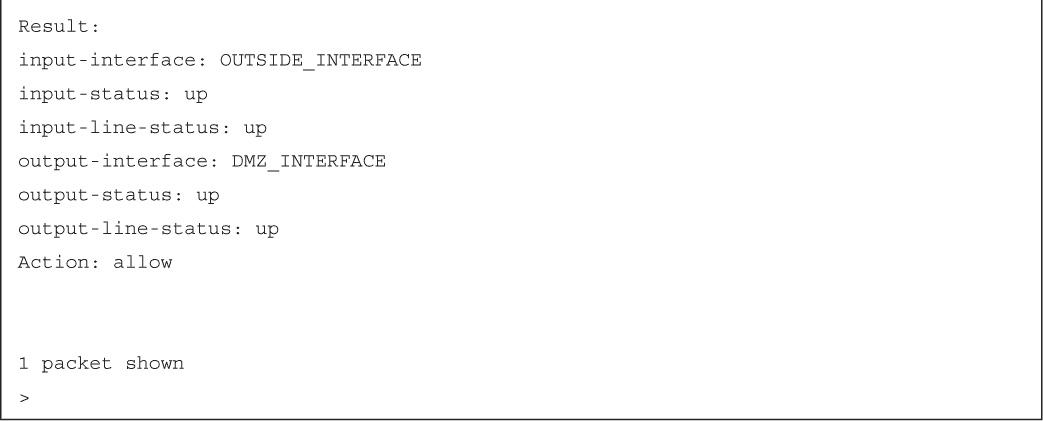 Result:
input-interface: OUTSIDE_INTERFACE
input-status: up
input-line-status: up
output-interface: DMZ_INTERFACE
output-status: up
output-line-status: up
Action: allow
1 packet shown
>